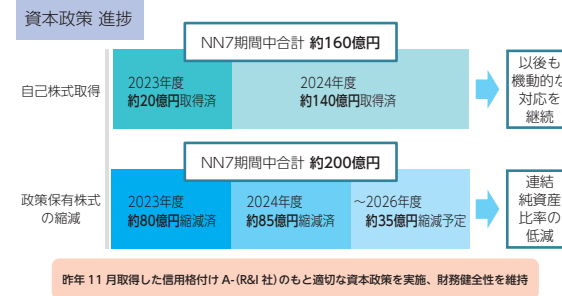 資本政策 進捗
NN7期間中合計 約160億円
自己株式取得
2023年度
約20億円取得済
2024年度
約140億円取得済
以後も
機動的な
対応を
継続
NN7期間中合計 約200億円
政策保有株式
の縮減
2023年度
約80億円縮減済
2024年度
約85億円縮減済
～2026年度
約35億円縮減予定
連結
純資産
比率の
低減
昨年 11 月取得した信用格付け A-（R&I 社）のもと適切な資本政策を実施、財務健全性を維持